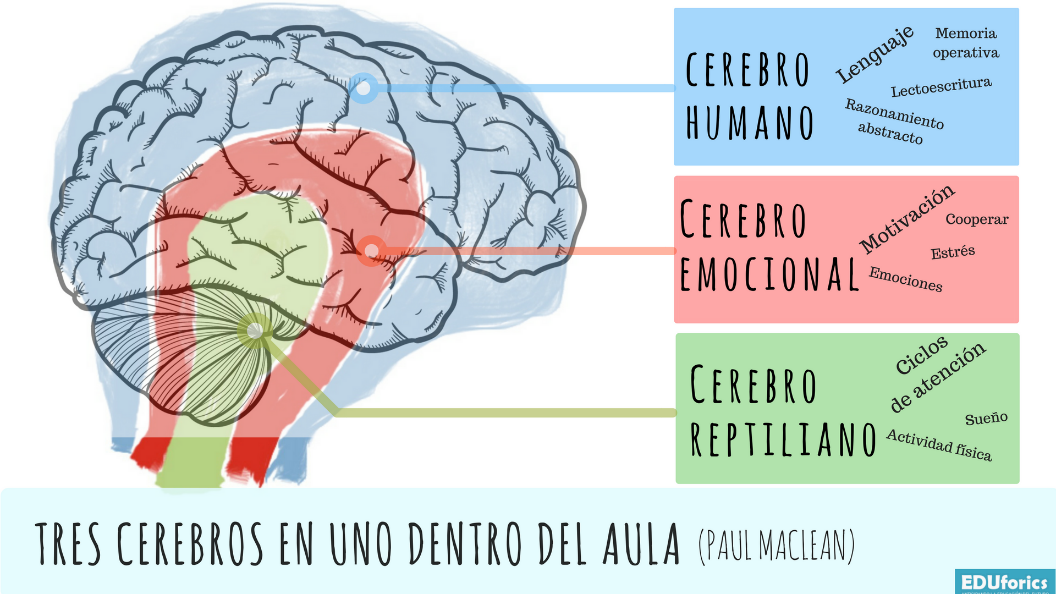 CEREBRO
HUMANO
Lenguaje
Memoria
operativa
Lectoescritura
Razonamiento
abstracto
CEREBRO
EMOCIONAL
Motivación
Cooperar
Estrés
Emociones
CEREBRO
REPTILIANO
Ciclos
de atención
Sueño
Actividad física
TRES CEREBROS EN UNO DENTRO DEL AULA (PAUL MACLEAN)
EDUforics